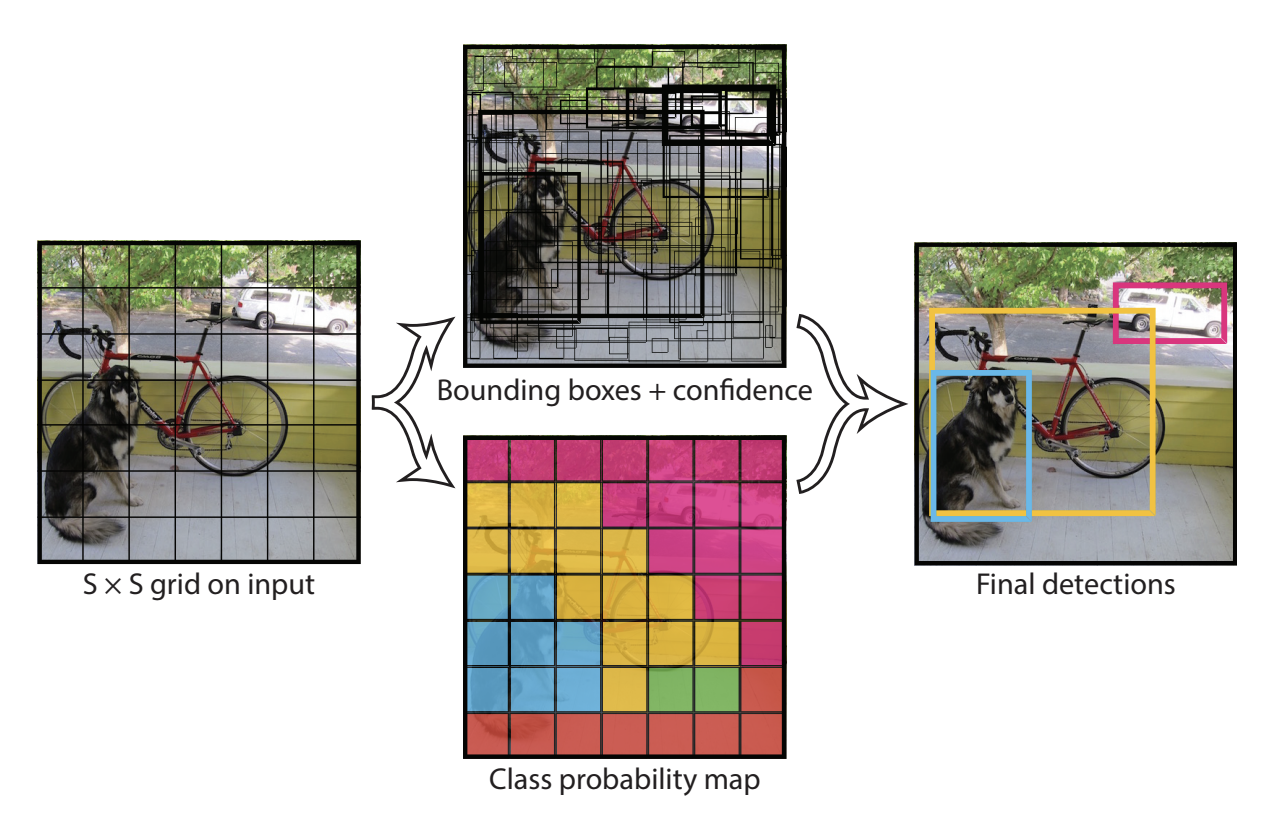 Bounding boxes + confidence
S × S grid on input
Final detections
Class probability map